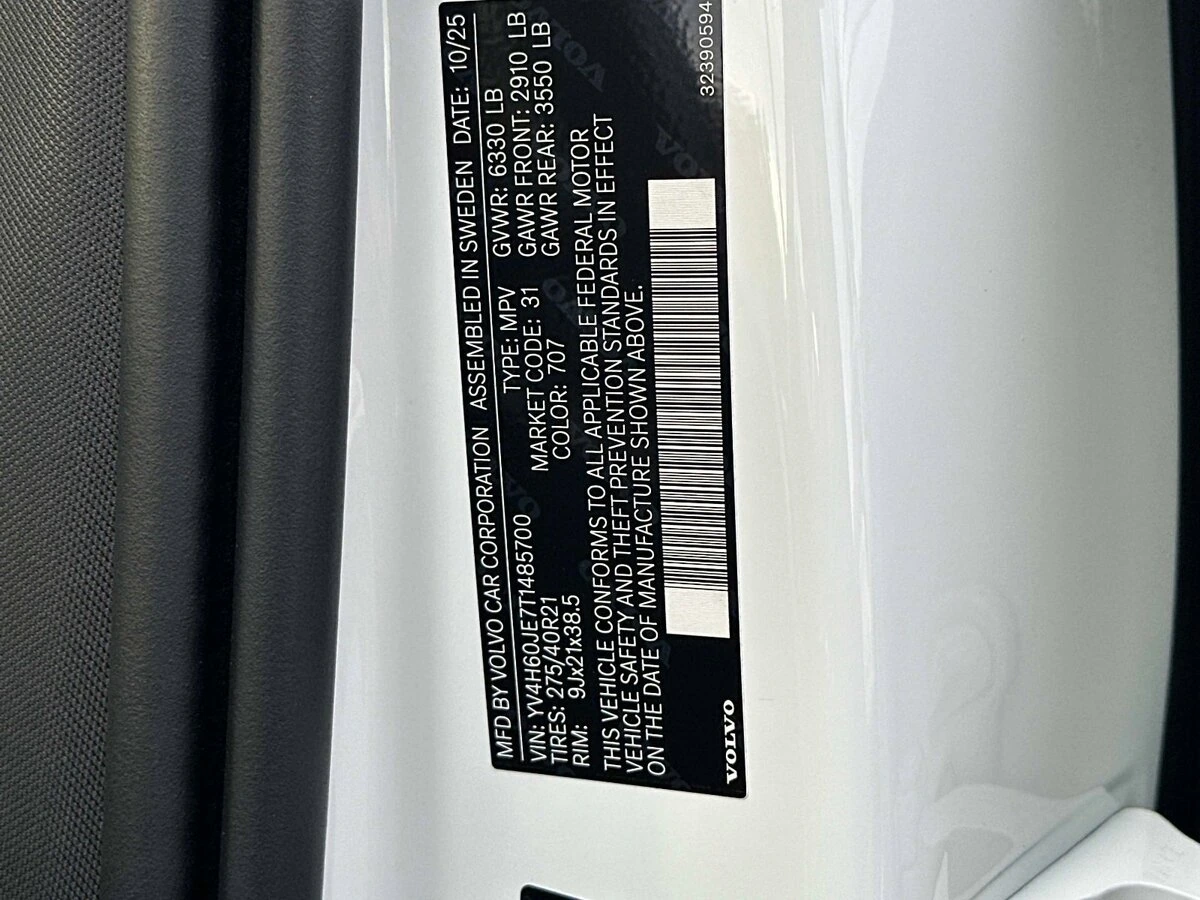 MFD BY VOLVO CAR CORPORATION ASSEMBLED IN SWEDEN DATE: 10/25
VIN: YV4H60JE7T1485700 TYPE: MPV GVWR: 6330 LB
TIRES: 275/40R21 MARKET CODE: 31 GAWR FRONT: 2910 LB
RIM: 9Jx21x38.5 COLOR: 707 GAWR REAR: 3550 LB
THIS VEHICLE CONFORMS TO ALL APPLICABLE FEDERAL MOTOR
VEHICLE SAFETY AND THEFT PREVENTION STANDARDS IN EFFECT
ON THE DATE OF MANUFACTURE SHOWN ABOVE.
VOLVO 32390594